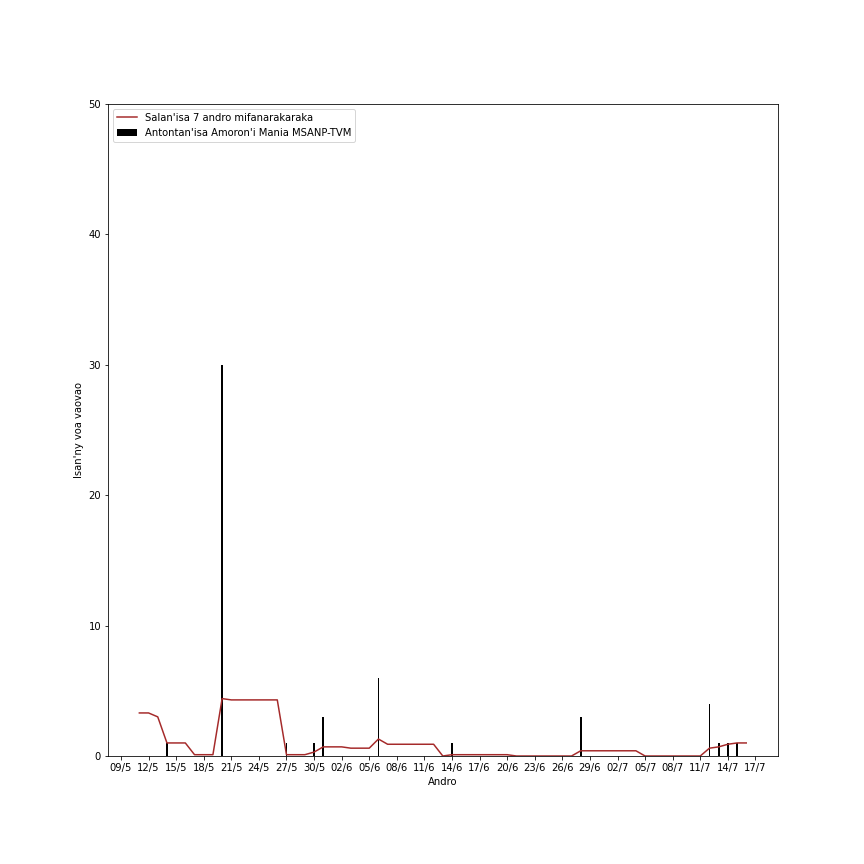 Salan'isa 7 andro mifanarakaraka
Antontan'isa Amoron'i Mania MSANP-TVM
50
40
30
20
10
0
Isan'ny voa vaovao
09/5 12/5 15/5 18/5 21/5 24/5 27/5 30/5 02/6 05/6 08/6 11/6 14/6 17/6 20/6 23/6 26/6 29/6 02/7 05/7 08/7 11/7 14/7 17/7
Andro